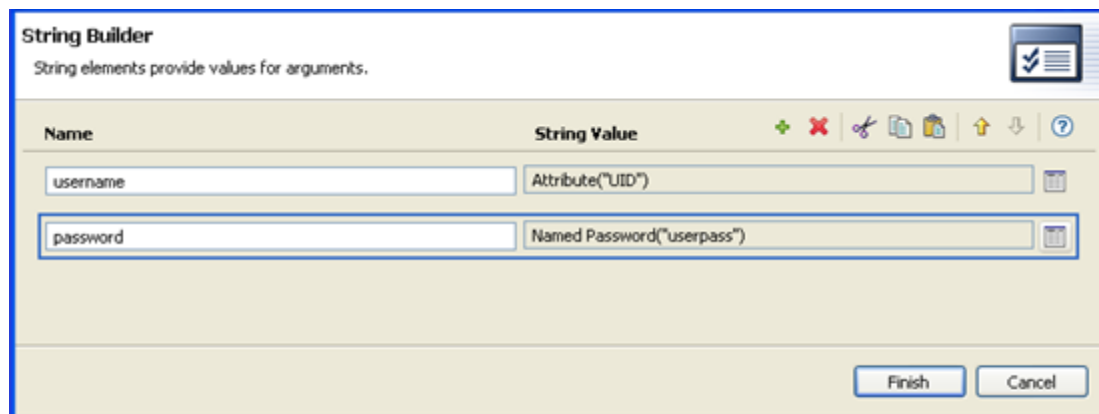 String Builder
String elements provide values for arguments.
Name String Value
username Attribute("UID")
password Named Password("userpass")
Finish Cancel